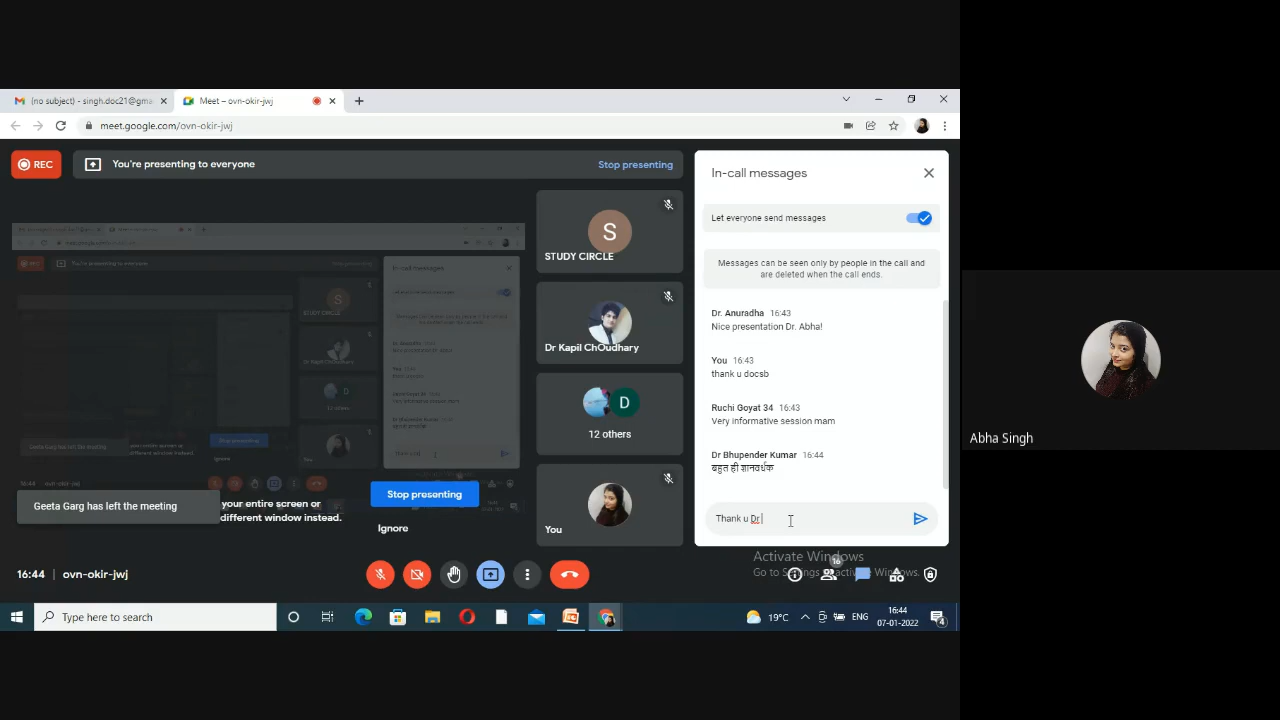 (no subject) - singh.doc21@gma
Meet – ovn-okir-jwj
meet.google.com/ovn-okir-jwj
REC
You're presenting to everyone
Stop presenting
In-call messages
Let everyone send messages
Messages can be seen only by people in the call and
are deleted when the call ends.
Dr. Anuradha 16:43
Nice presentation Dr. Abha!
You 16:43
thank u docsb
Ruchi Goyat 34 16:43
Very informative session mam
Dr Bhupender Kumar 16:44
बहुत ही ज्ञानवर्धक
Thank u Dr
S
STUDY CIRCLE
Dr Kapil ChOudhary
D
12 others
You
Geeta Garg has left the meeting
your entire screen or
different window instead.
Stop presenting
Ignore
16:44 | ovn-okir-jwj
16
Activate Windows
Type here to search
19°C
ENG
16:44
07-01-2022
4
Abha Singh